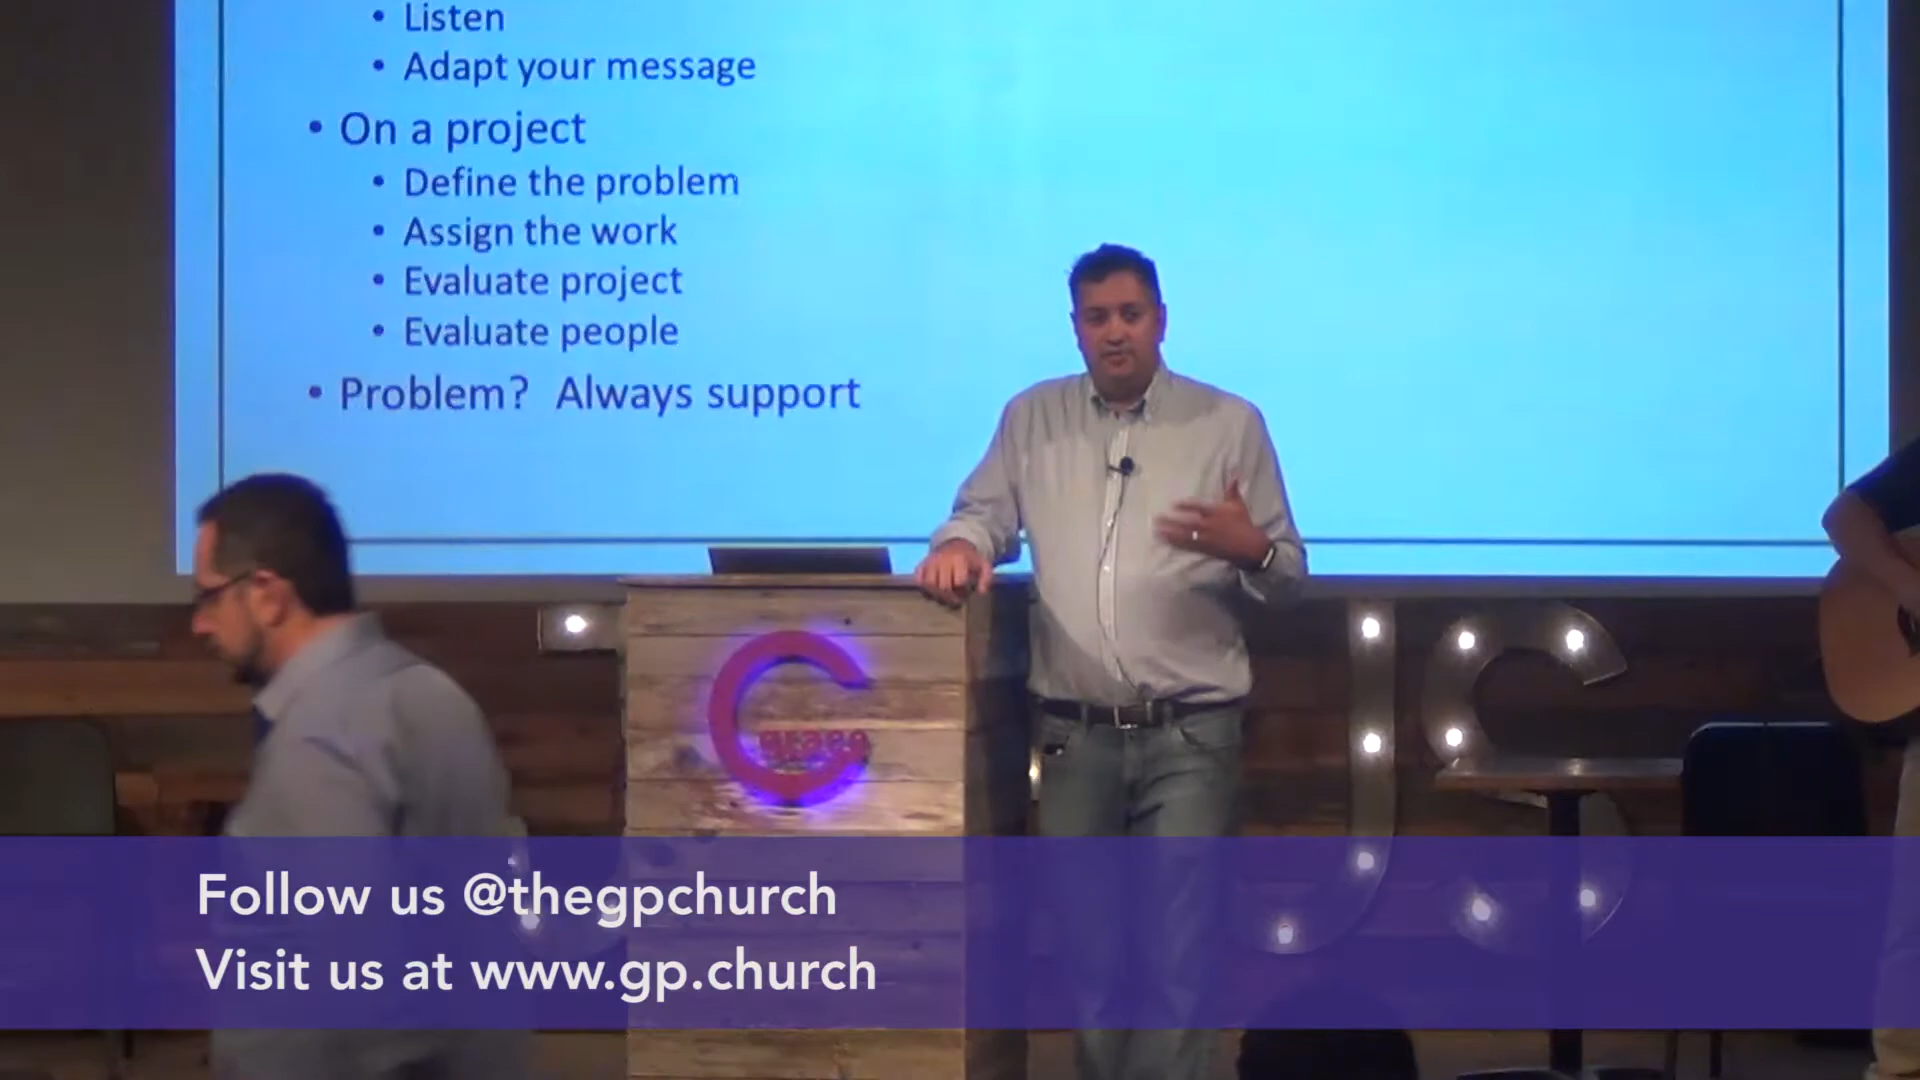 • Listen
• Adapt your message
• On a project
• Define the problem
• Assign the work
• Evaluate project
• Evaluate people
• Problem?  Always support
grace
Follow us @thegpchurch
Visit us at www.gp.church